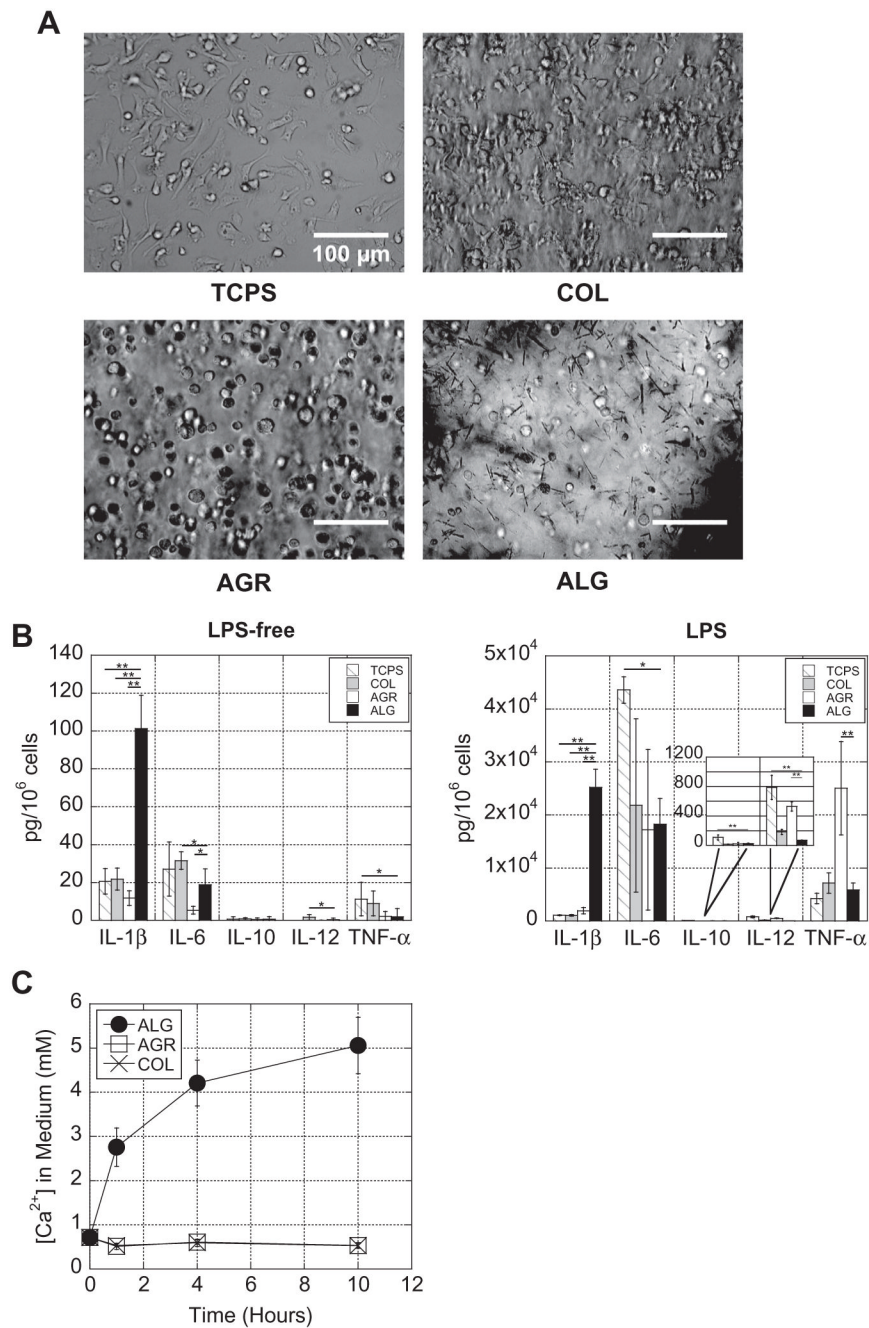 A
100 μm
TCPS
COL
AGR
ALG
B
LPS-free
LPS
140
120
100
80
60
40
20
0
pg/10⁶ cells
TCPS
COL
AGR
ALG
**
**
**
*
*
*
*
IL-1β
IL-6
IL-10
IL-12
TNF-α
5x10⁴
4x10⁴
3x10⁴
2x10⁴
1x10⁴
0
pg/10⁶ cells
TCPS
COL
AGR
ALG
**
**
**
*
**
1200
800
400
0
**
**
**
IL-1β
IL-6
IL-10
IL-12
TNF-α
C
6
5
4
3
2
1
0
[Ca²⁺] in Medium (mM)
ALG
AGR
COL
0
2
4
6
8
10
12
Time (Hours)